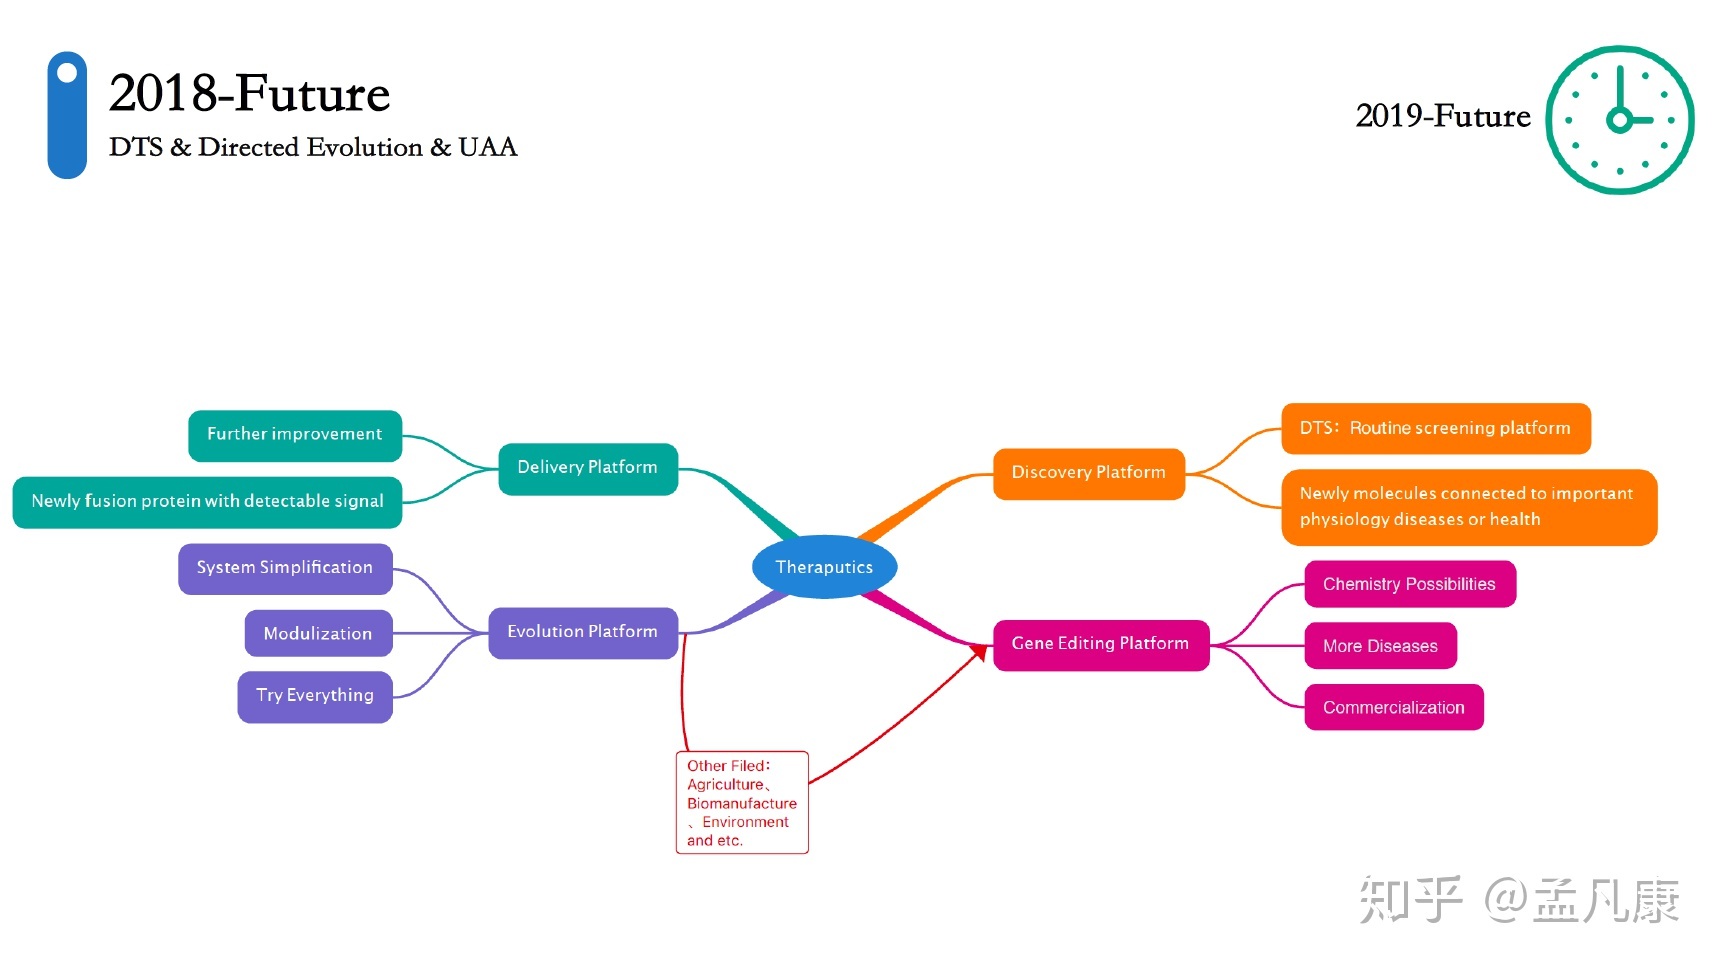 2018-Future
DTS & Directed Evolution & UAA
2019-Future
Further improvement
Newly fusion protein with detectable signal
Delivery Platform
System Simplification
Modulization
Try Everything
Evolution Platform
Theraputics
Discovery Platform
DTS：Routine screening platform
Newly molecules connected to important
physiology diseases or health
Gene Editing Platform
Chemistry Possibilities
More Diseases
Commercialization
Other Filed：
Agriculture、
Biomanufacture
、Environment
and etc.
知乎 @孟凡康